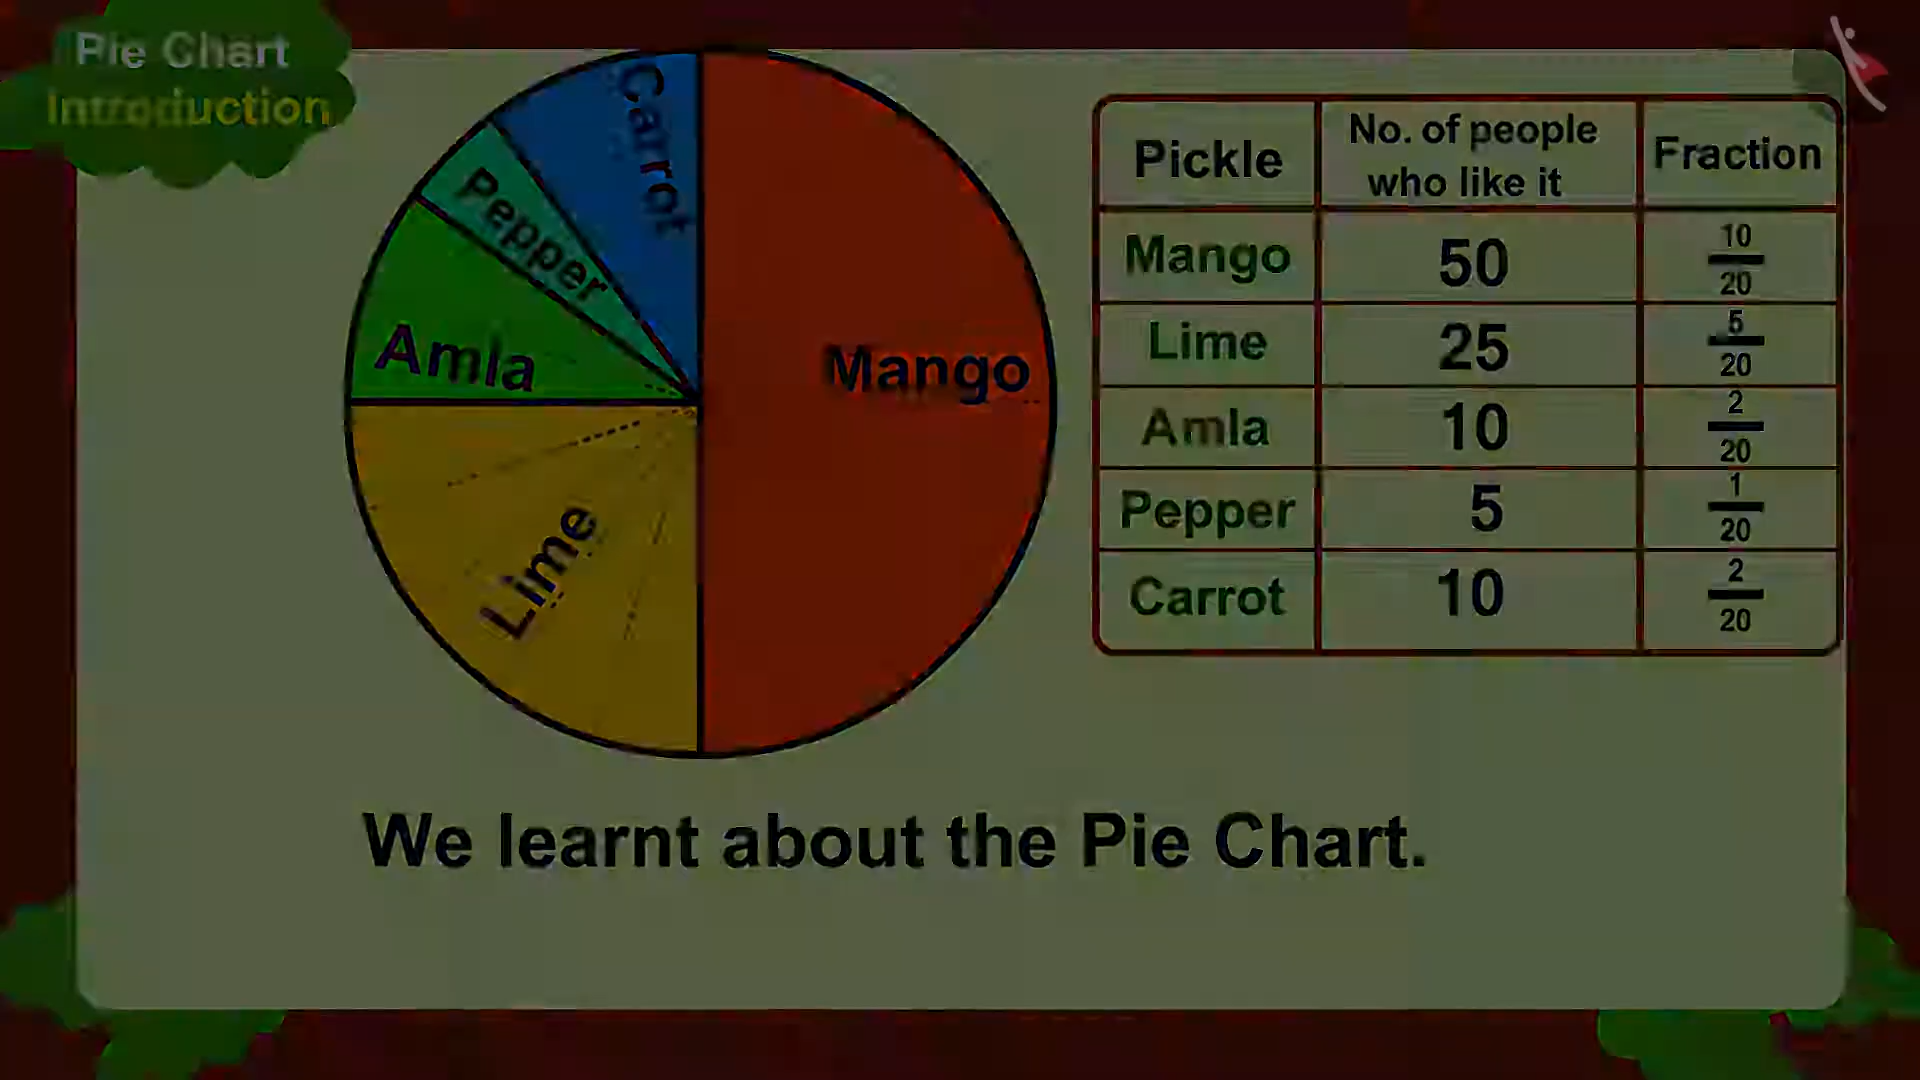 Pie Chart
Introduction
Carrot
Pepper
Amla
Mango
Lime
Pickle
No. of people
who like it
Fraction
Mango 50 10/20
Lime 25 5/20
Amla 10 2/20
Pepper 5 1/20
Carrot 10 2/20
We learnt about the Pie Chart.